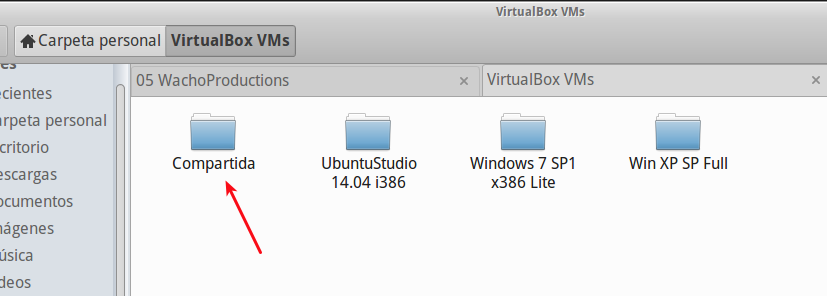 VirtualBox VMs
Carpeta personal VirtualBox VMs
es
05 WachoProductions × VirtualBox VMs ×
ecientes
arpeta personal
critorio
escargas
ocumentos
nágenes
úsica
deos
Compartida
UbuntuStudio
14.04 i386
Windows 7 SP1
x386 Lite
Win XP SP Full